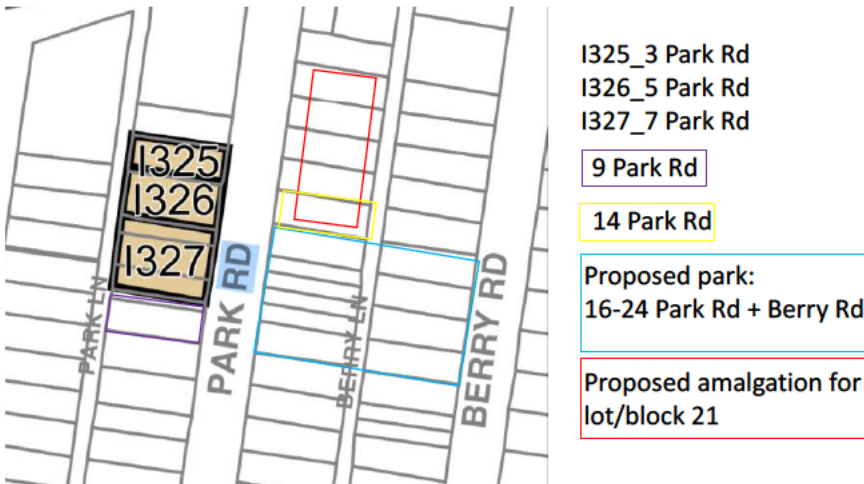 I325
I326
I327
PARK LN
PARK RD
BERRY LN
BERRY RD
I325_3 Park Rd
I326_5 Park Rd
I327_7 Park Rd
9 Park Rd
14 Park Rd
Proposed park:
16-24 Park Rd + Berry Rd
Proposed amalgation for
lot/block 21